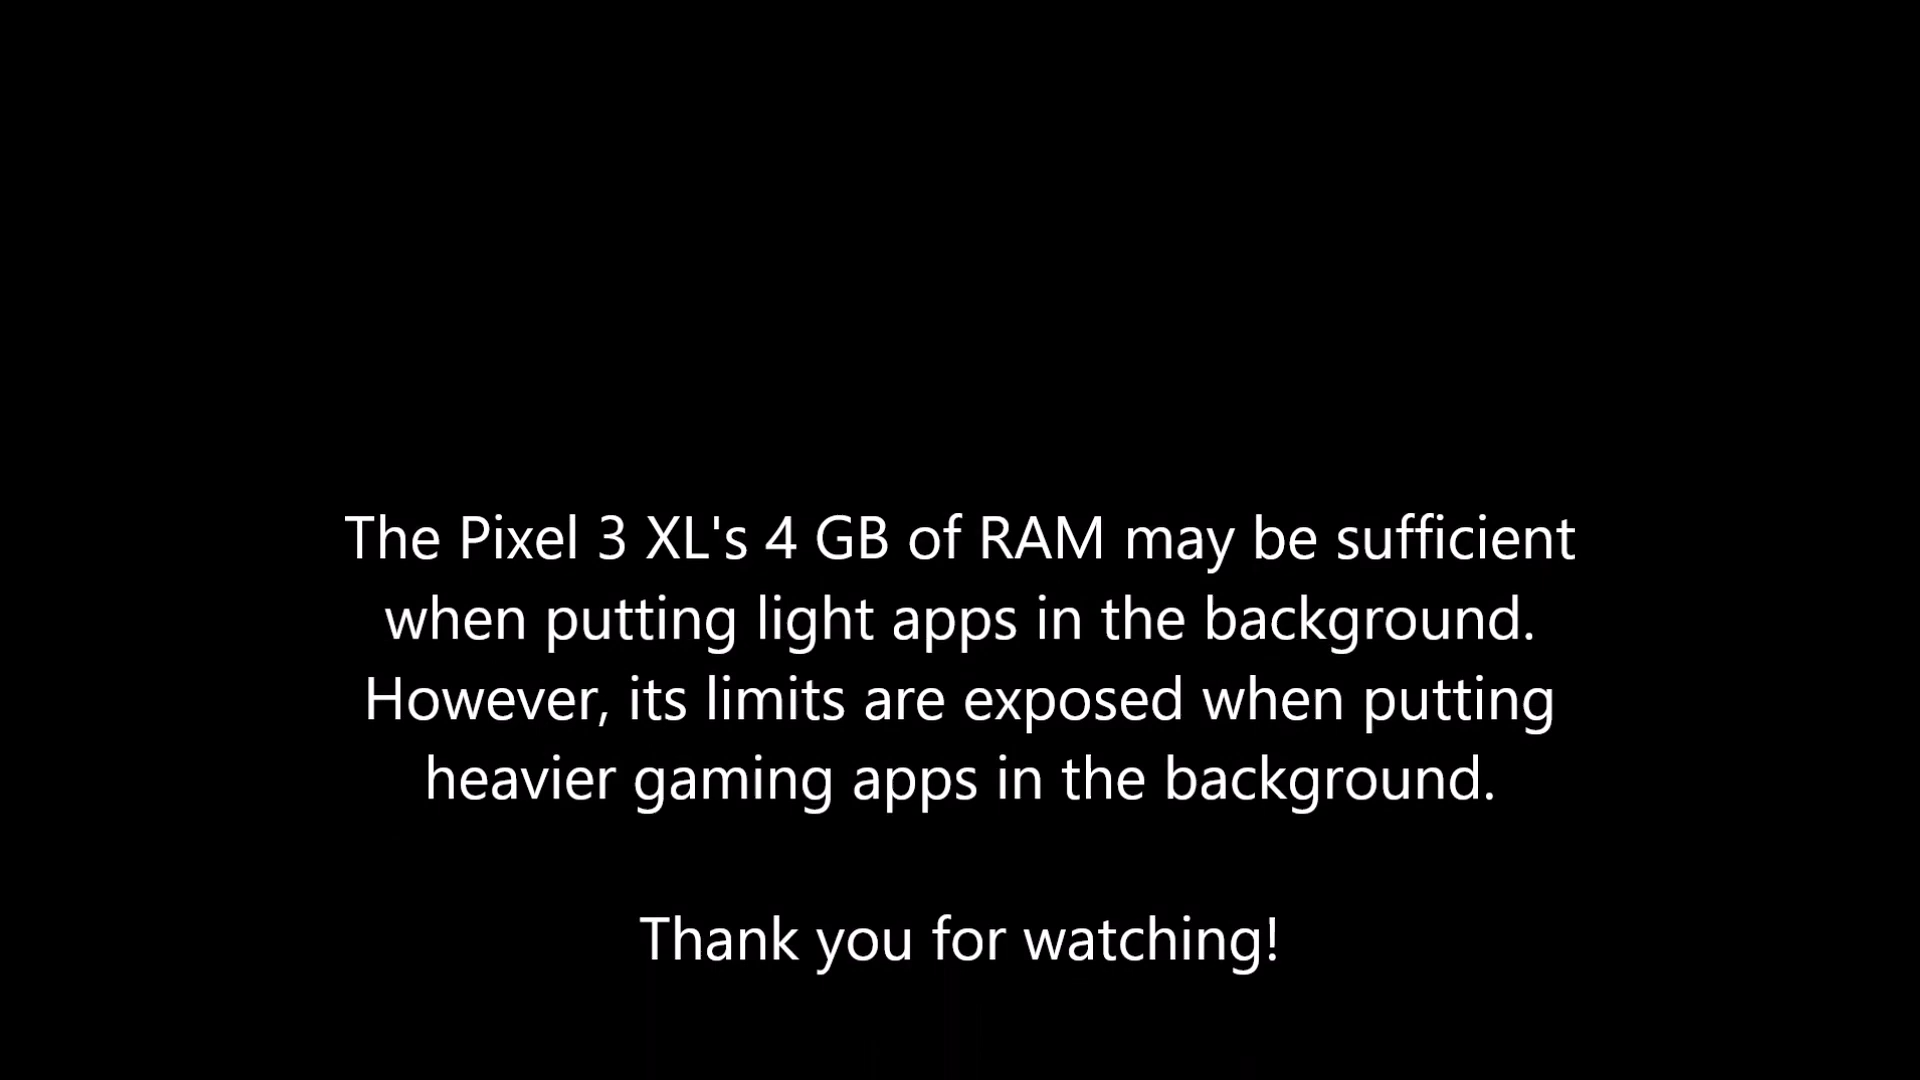 The Pixel 3 XL's 4 GB of RAM may be sufficient
when putting light apps in the background.
However, its limits are exposed when putting
heavier gaming apps in the background.
Thank you for watching!